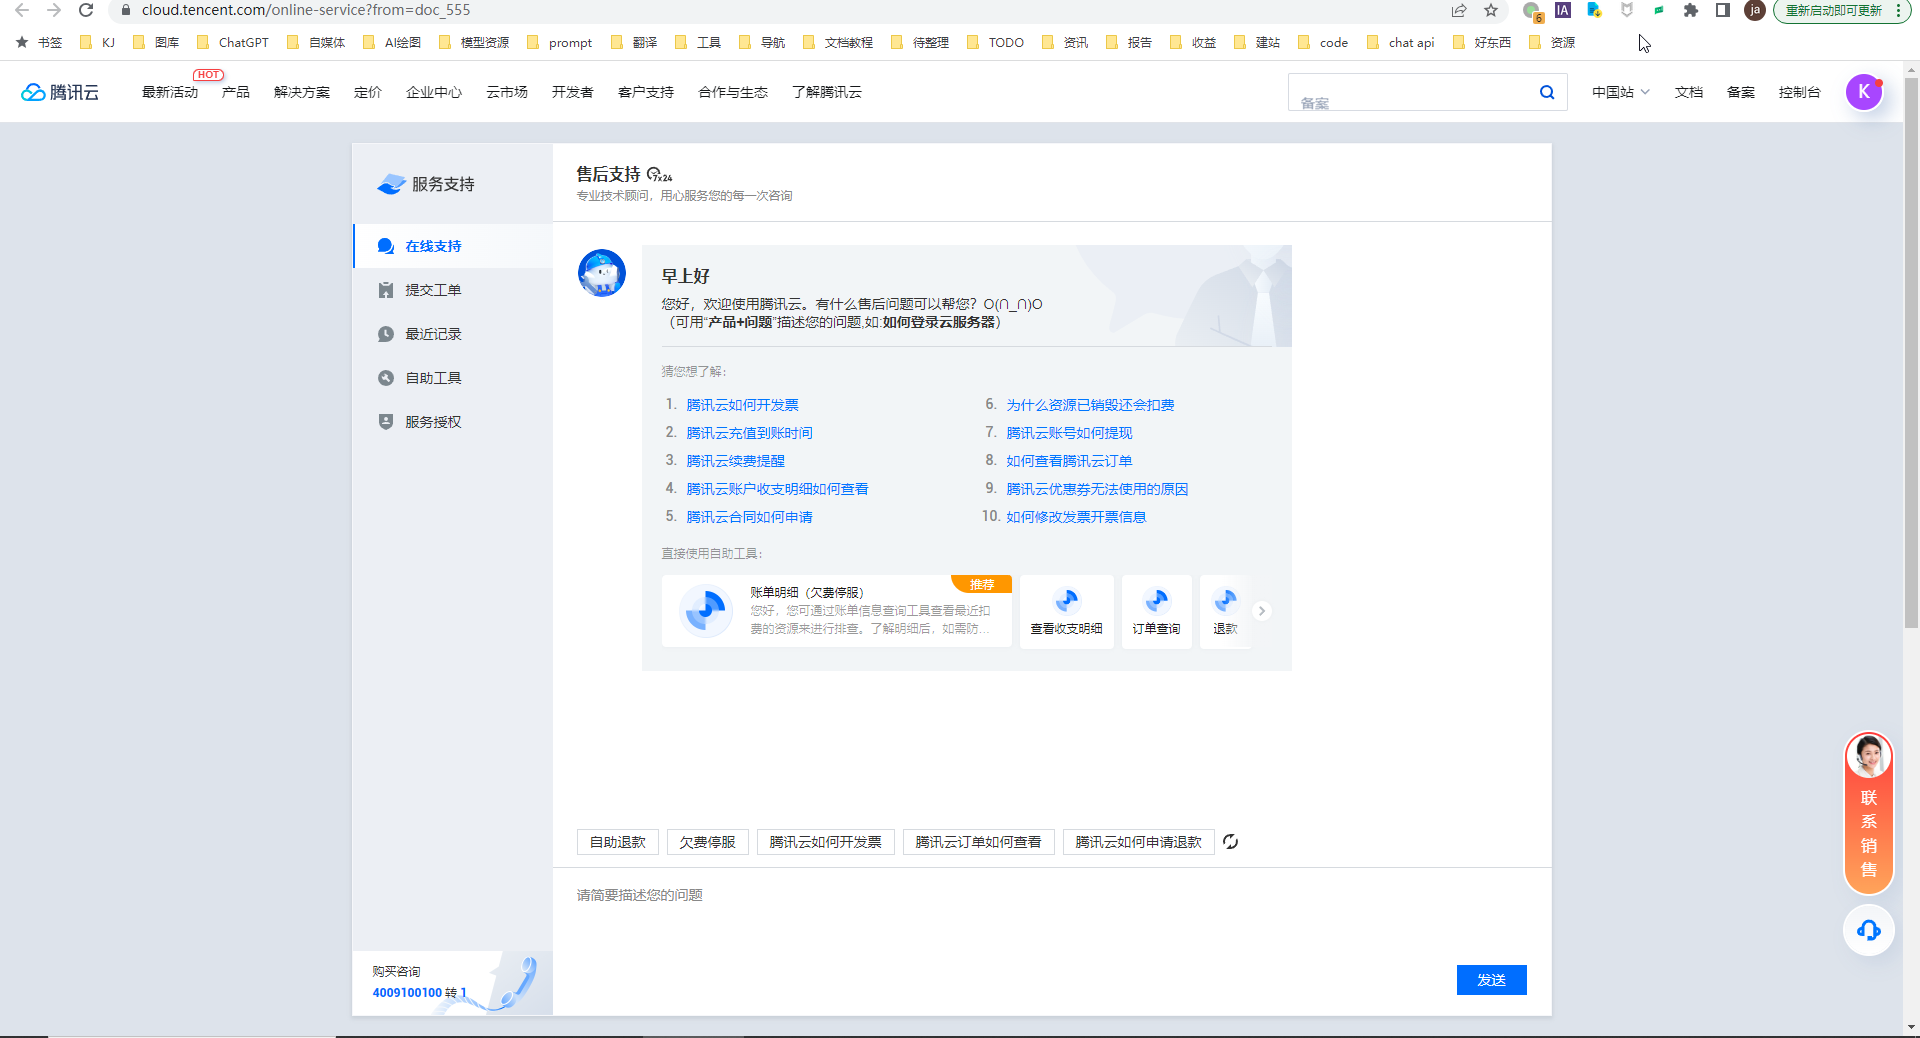 cloud.tencent.com/online-service?from=doc_555
6
IA
ja
重新启动即可更新
书签 KJ 图库 ChatGPT 自媒体 AI绘图 模型资源 prompt 翻译 工具 导航 文档教程 待整理 TODO 资讯 报告 收益 建站 code chat api 好东西 资源
腾讯云
HOT
最新活动 产品 解决方案 定价 企业中心 云市场 开发者 客户支持 合作与生态 了解腾讯云
备案
中国站 文档 备案 控制台
K
服务支持
在线支持
提交工单
最近记录
自助工具
服务授权
购买咨询
4009100100 转 1
售后支持 7x24
专业技术顾问，用心服务您的每一次咨询
早上好
您好，欢迎使用腾讯云。有什么售后问题可以帮您？O(∩_∩)O
（可用“产品+问题”描述您的问题,如:如何登录云服务器）
猜您想了解：
1. 腾讯云如何开发票
2. 腾讯云充值到账时间
3. 腾讯云续费提醒
4. 腾讯云账户收支明细如何查看
5. 腾讯云合同如何申请
6. 为什么资源已销毁还会扣费
7. 腾讯云账号如何提现
8. 如何查看腾讯云订单
9. 腾讯云优惠券无法使用的原因
10. 如何修改发票开票信息
直接使用自助工具：
推荐
账单明细（欠费停服）
您好，您可通过账单信息查询工具查看最近扣
费的资源来进行排查。了解明细后，如需防...
查看收支明细
订单查询
退款
自助退款 欠费停服 腾讯云如何开发票 腾讯云订单如何查看 腾讯云如何申请退款
请简要描述您的问题
发送
联
系
销
售